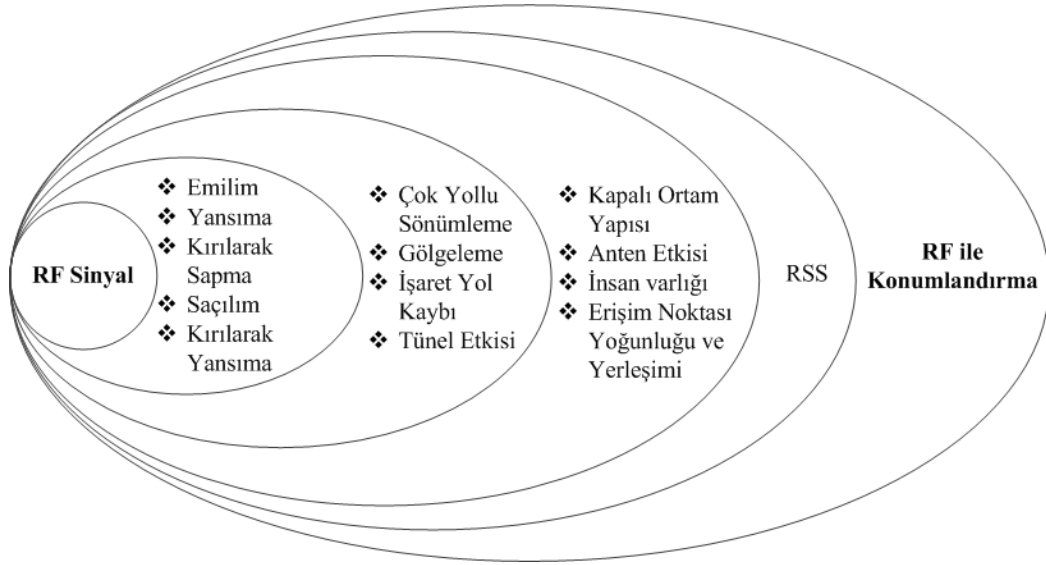 RF Sinyal
❖ Emilim
❖ Yansıma
❖ Kırılarak
Sapma
❖ Saçılım
❖ Kırılarak
Yansıma
❖ Çok Yollu
Sönümleme
❖ Gölgeleme
❖ İşaret Yol
Kaybı
❖ Tünel Etkisi
❖ Kapalı Ortam
Yapısı
❖ Anten Etkisi
❖ İnsan varlığı
❖ Erişim Noktası
Yoğunluğu ve
Yerleşimi
RSS
RF ile
Konumlandırma